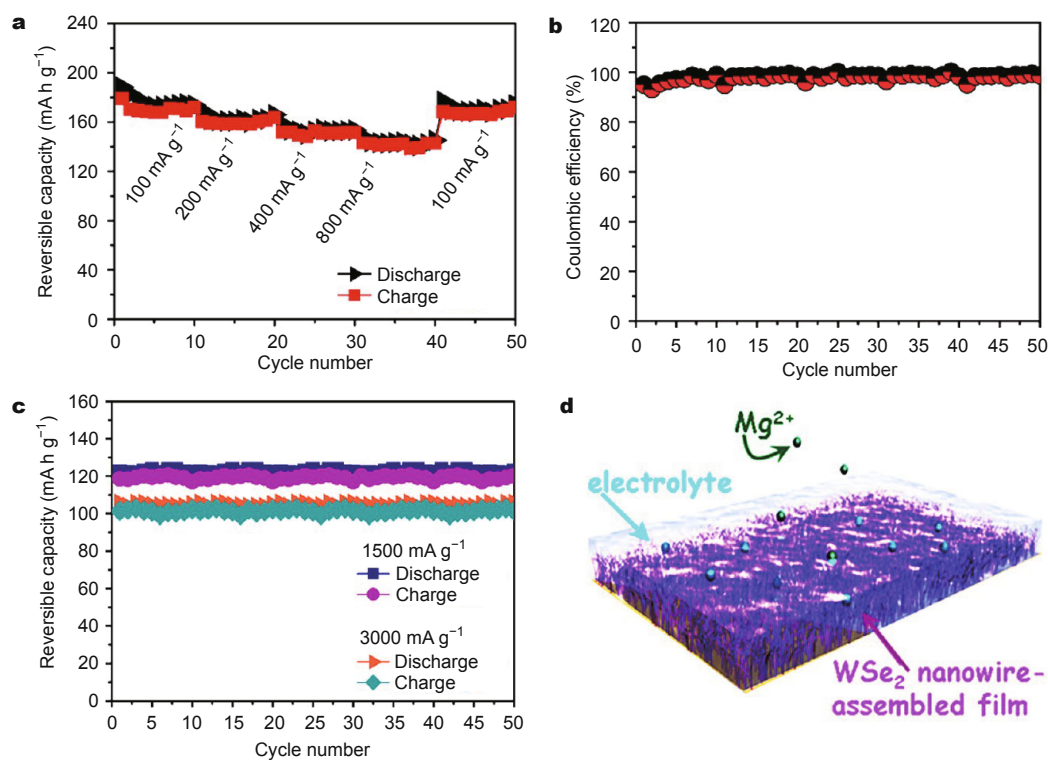 a
Reversible capacity (mA h g⁻¹)
240
200
160
120
80
40
0
100 mA g⁻¹
200 mA g⁻¹
400 mA g⁻¹
800 mA g⁻¹
100 mA g⁻¹
Discharge
Charge
0
10
20
30
40
50
Cycle number
b
Coulombic efficiency (%)
120
100
80
60
40
20
0
0
5
10
15
20
25
30
35
40
45
50
Cycle number
c
Reversible capacity (mA h g⁻¹)
160
140
120
100
80
60
40
20
0
1500 mA g⁻¹
Discharge
Charge
3000 mA g⁻¹
Discharge
Charge
0
5
10
15
20
25
30
35
40
45
50
Cycle number
d
Mg²⁺
electrolyte
WSe₂ nanowire-
assembled film